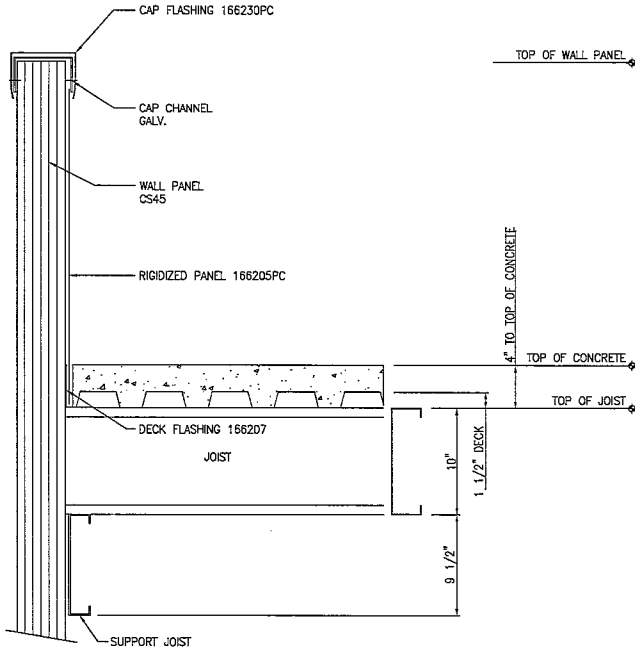 CAP FLASHING 166230PC
TOP OF WALL PANEL
CAP CHANNEL
GALV.
WALL PANEL
CS45
RIGIDIZED PANEL 166205PC
4" TO TOP OF CONCRETE
TOP OF CONCRETE
TOP OF JOIST
DECK FLASHING 166207
JOIST
10"
1 1/2" DECK
9 1/2"
SUPPORT JOIST